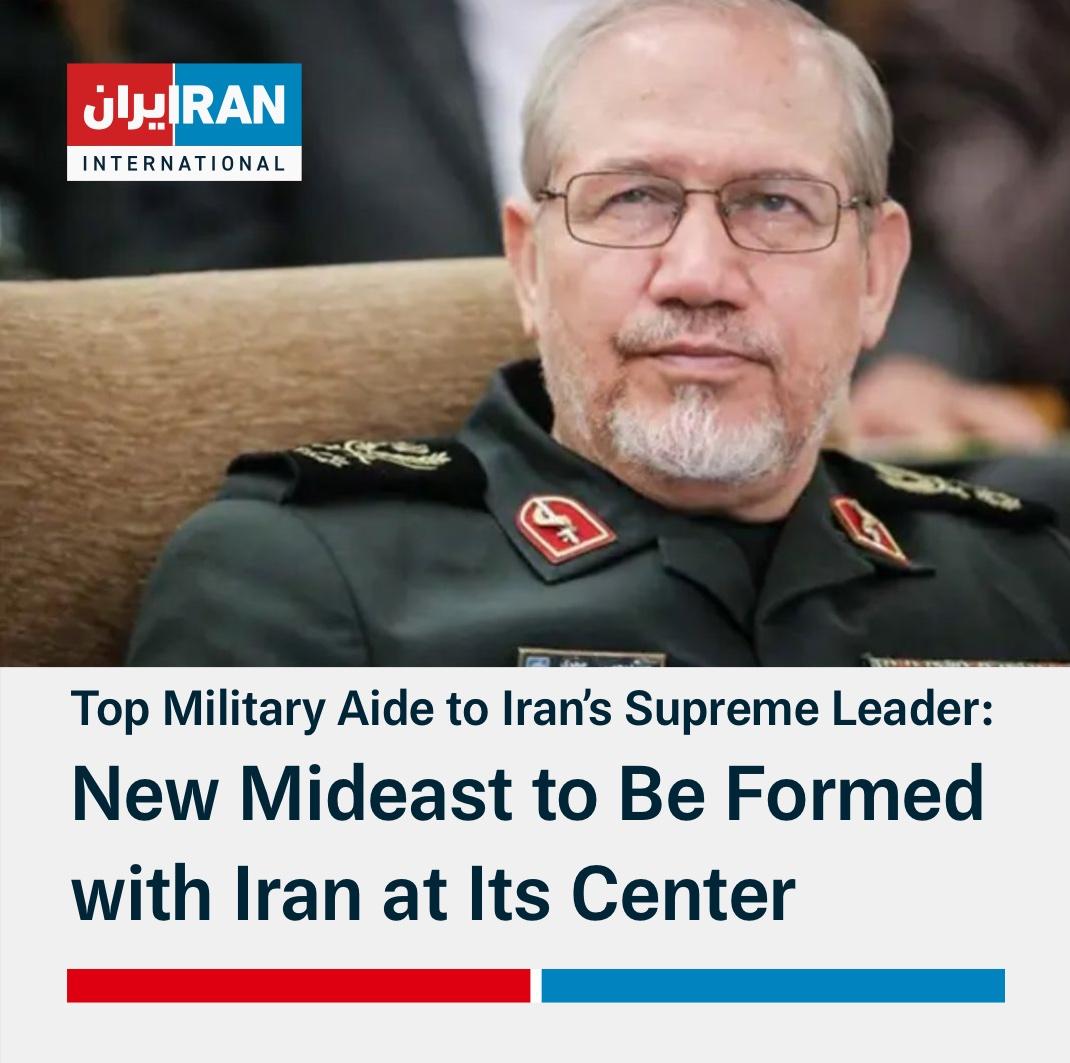 ایران IRAN
INTERNATIONAL
Top Military Aide to Iran’s Supreme Leader:
New Mideast to Be Formed
with Iran at Its Center